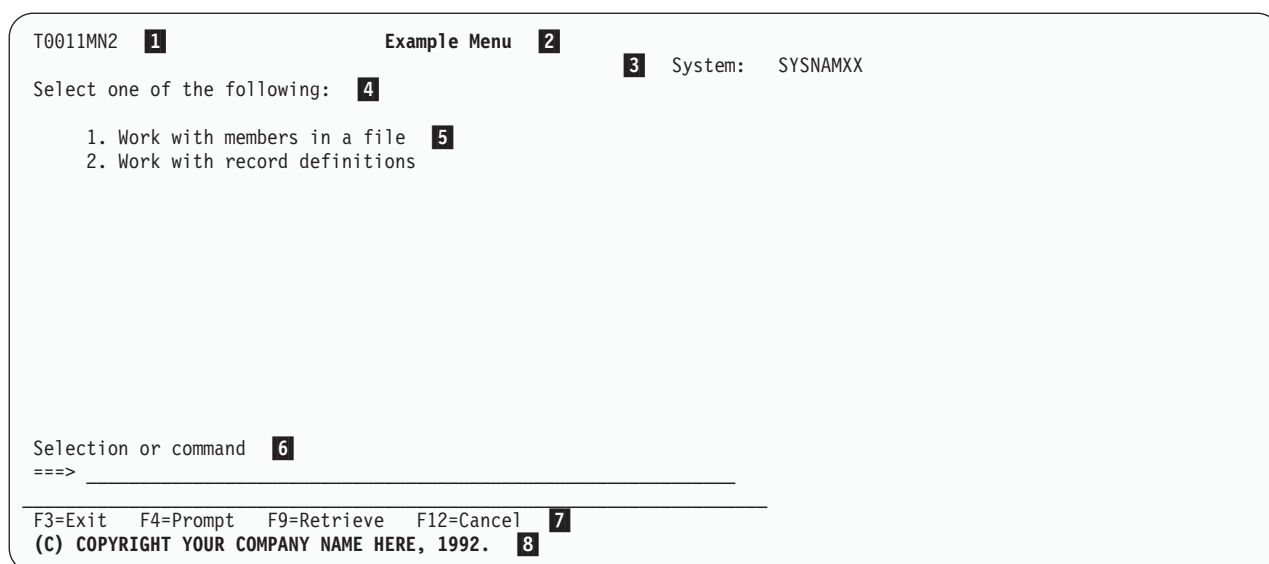 T0011MN2 1 Example Menu 2
3 System: SYSNAMXX
Select one of the following: 4
1. Work with members in a file 5
2. Work with record definitions
Selection or command 6
===>
F3=Exit F4=Prompt F9=Retrieve F12=Cancel 7
(C) COPYRIGHT YOUR COMPANY NAME HERE, 1992. 8